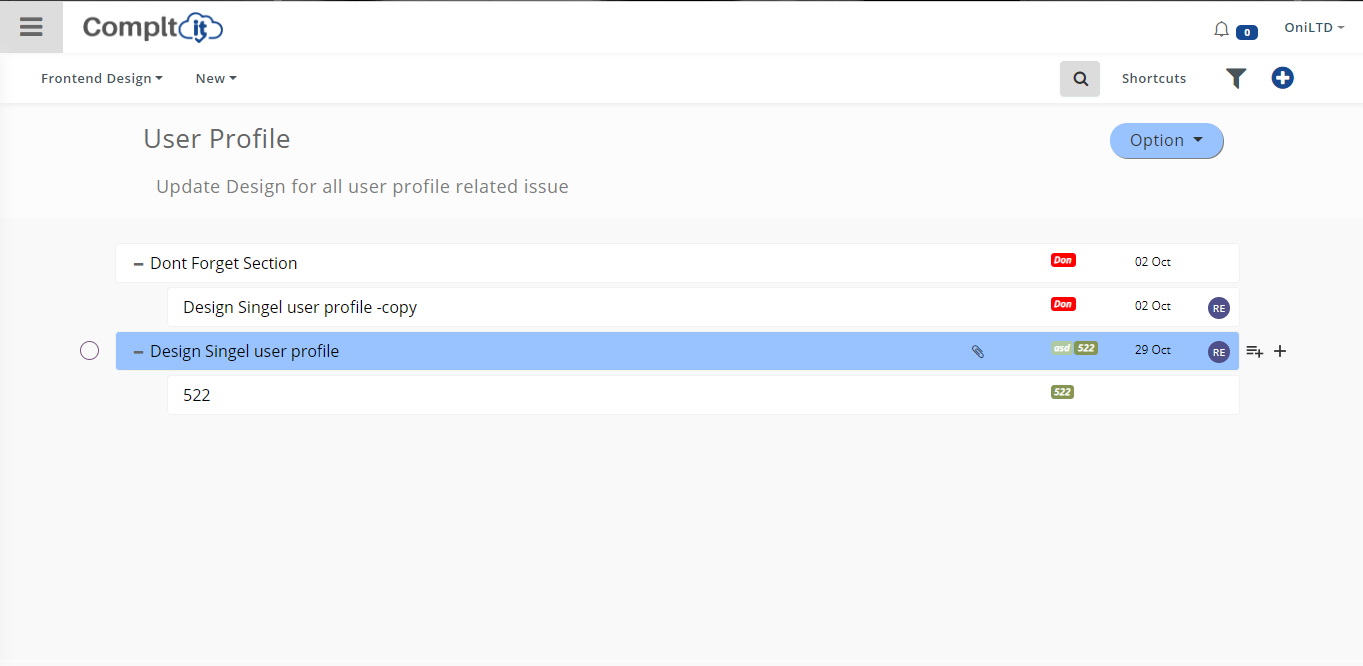 Complt it
0
OniLTD
Frontend Design
New
Shortcuts
User Profile
Option
Update Design for all user profile related issue
Dont Forget Section
Don
02 Oct
Design Singel user profile -copy
Don
02 Oct
RE
Design Singel user profile
asd 522
29 Oct
RE
522
522